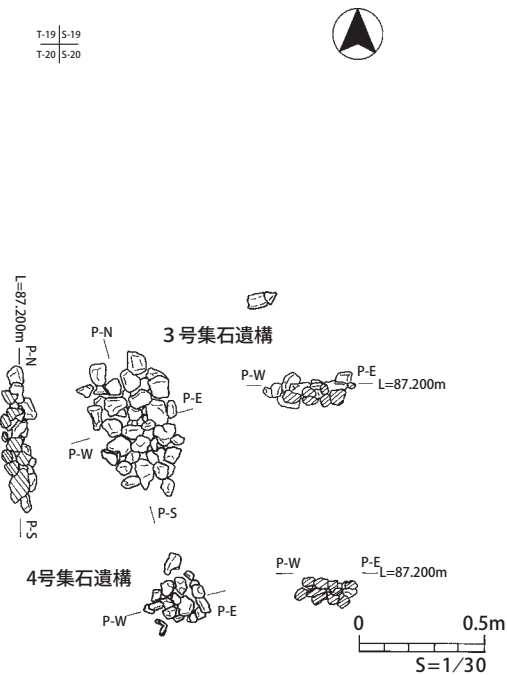 T-19 S-19
T-20 S-20
3号集石遺構
L=87.200m
P-N
P-S
P-N
P-E
P-W
P-S
P-W
P-E
L=87.200m
4号集石遺構
P-W
P-E
P-W
P-E
L=87.200m
0 0.5m
S=1/30